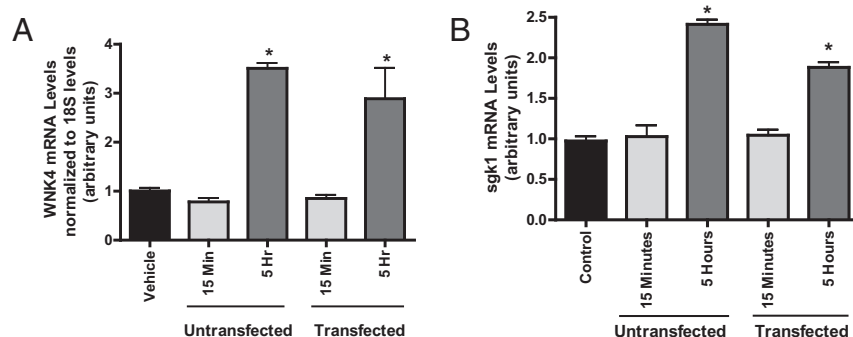 A
WNK4 mRNA Levels
normalized to 18S levels
(arbitrary units)
4
3
2
1
0
*
*
Vehicle
15 Min
5 Hr
15 Min
5 Hr
Untransfected
Transfected
B
sgk1 mRNA Levels
(arbitrary units)
2.5
2.0
1.5
1.0
0.5
0.0
*
*
Control
15 Minutes
5 Hours
15 Minutes
5 Hours
Untransfected
Transfected